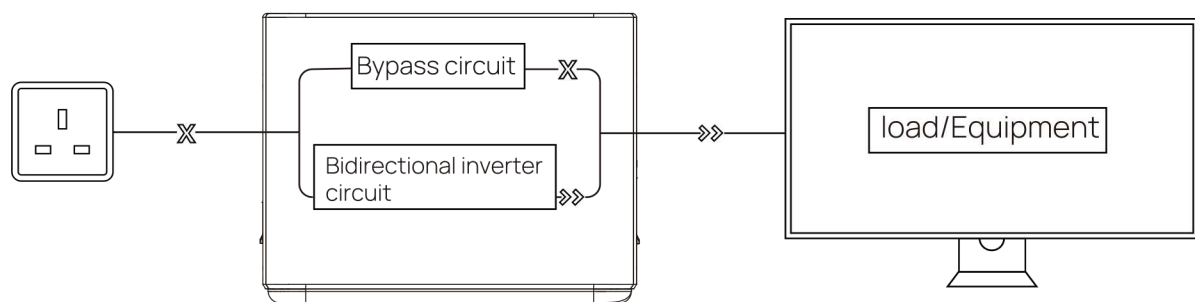 Bypass circuit
Bidirectional inverter
circuit
load/Equipment